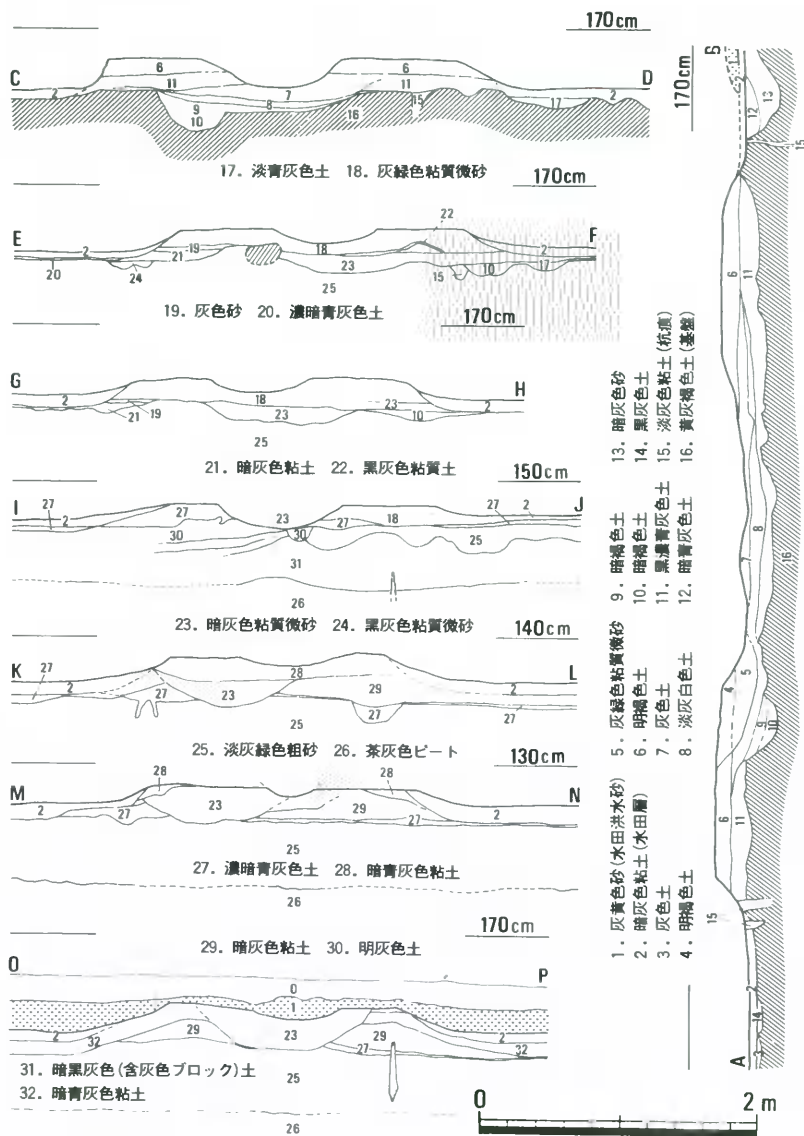 170cm
C 2 6 11 7 6 11 D
9 8 15 17 2
10 16
17. 淡青灰色土 18. 灰緑色粘質微砂 170cm
22
E 2 19 18 2 F
20 21 23 10 17
24 25 15
19. 灰色砂 20. 濃暗青灰色土 170cm
G 2 18 23 H
21 19 23 10 2
25
21. 暗灰色粘土 22. 黒灰色粘質土 150cm
I 27 27 23 27 2 J
2 30 30 27 18 25
31
26
23. 暗灰色粘質微砂 24. 黒灰色粘質微砂 140cm
K 27 28 L
2 27 23 29 2
25 27 27
25. 淡灰緑色粗砂 26. 茶灰色ピート 130cm
M 28 28 N
2 27 23 29 27 2
25
27. 濃暗青灰色土 28. 暗青灰色粘土
26
170cm
29. 暗灰色粘土 30. 明灰色土
O 0 P
1
2 32 29 23 29 27 2 32
31. 暗黒灰色(含灰色ブロック)土
25
32. 暗青灰色粘土
26
0 2 m
170cm
B 1 2 12 13 15
6 11
7 8 16
4 5 9 10
6 11
15
A 2 14 3
1. 灰黄色砂(水田洪水砂)
2. 暗灰色粘土(水田層)
3. 灰色土
4. 明褐色土
5. 灰緑色粘質微砂
6. 明褐色土
7. 灰色土
8. 淡灰白色土
9. 暗褐色土
10. 暗褐色土
11. 黒濃青灰色土
12. 暗青灰色土
13. 暗灰色砂
14. 黒灰色土
15. 淡灰色粘土(杭痕)
16. 黄灰褐色土(基盤)